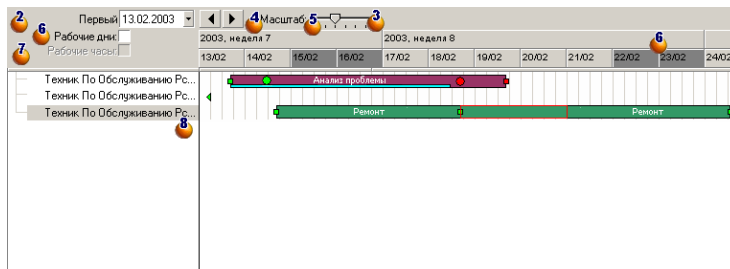 2 Первый 13.02.2003 4 Масштаб: 5 3
6 Рабочие дни:
7 Рабочие часы:
2003, неделя 7 2003, неделя 8 6
13/02 14/02 15/02 16/02 17/02 18/02 19/02 20/02 21/02 22/02 23/02 24/02
Техник По Обслуживанию Рс... Анализ проблемы
Техник По Обслуживанию Рс...
Техник По Обслуживанию Рс... Ремонт Ремонт
8